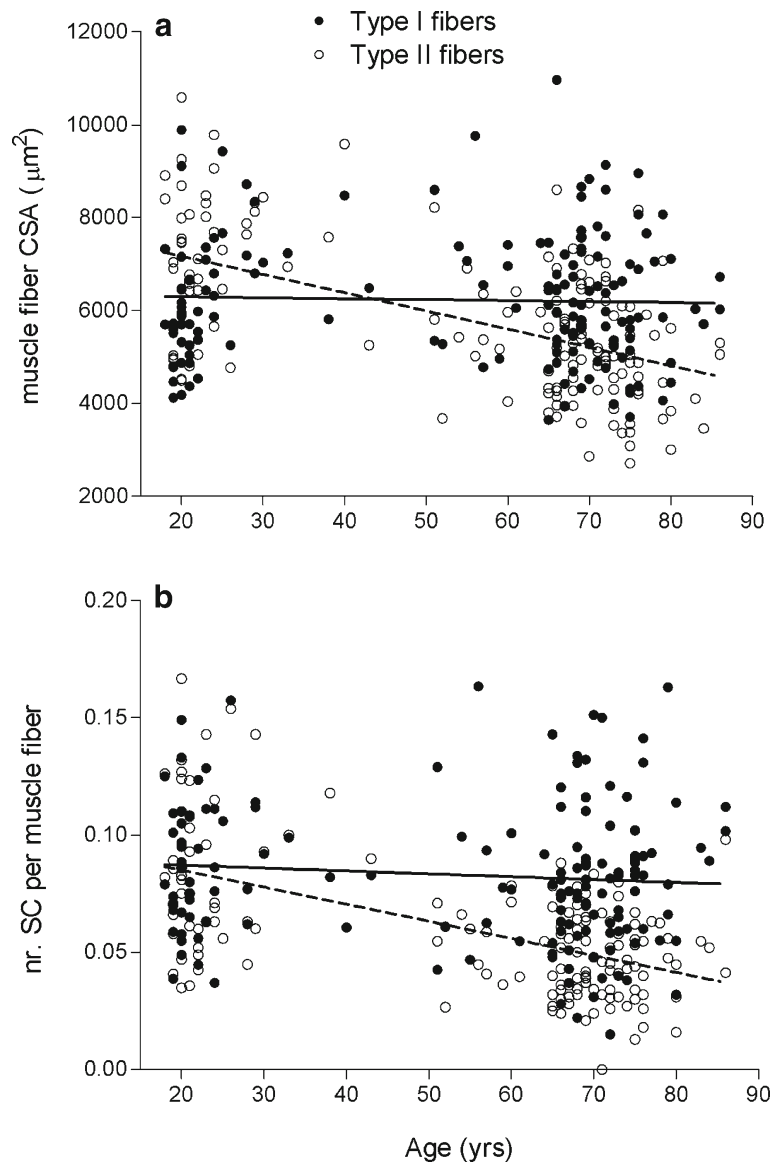 a
Type I fibers
Type II fibers
muscle fiber CSA (μm²)
12000
10000
8000
6000
4000
2000
20 30 40 50 60 70 80 90
b
nr. SC per muscle fiber
0.20
0.15
0.10
0.05
0.00
20 30 40 50 60 70 80 90
Age (yrs)